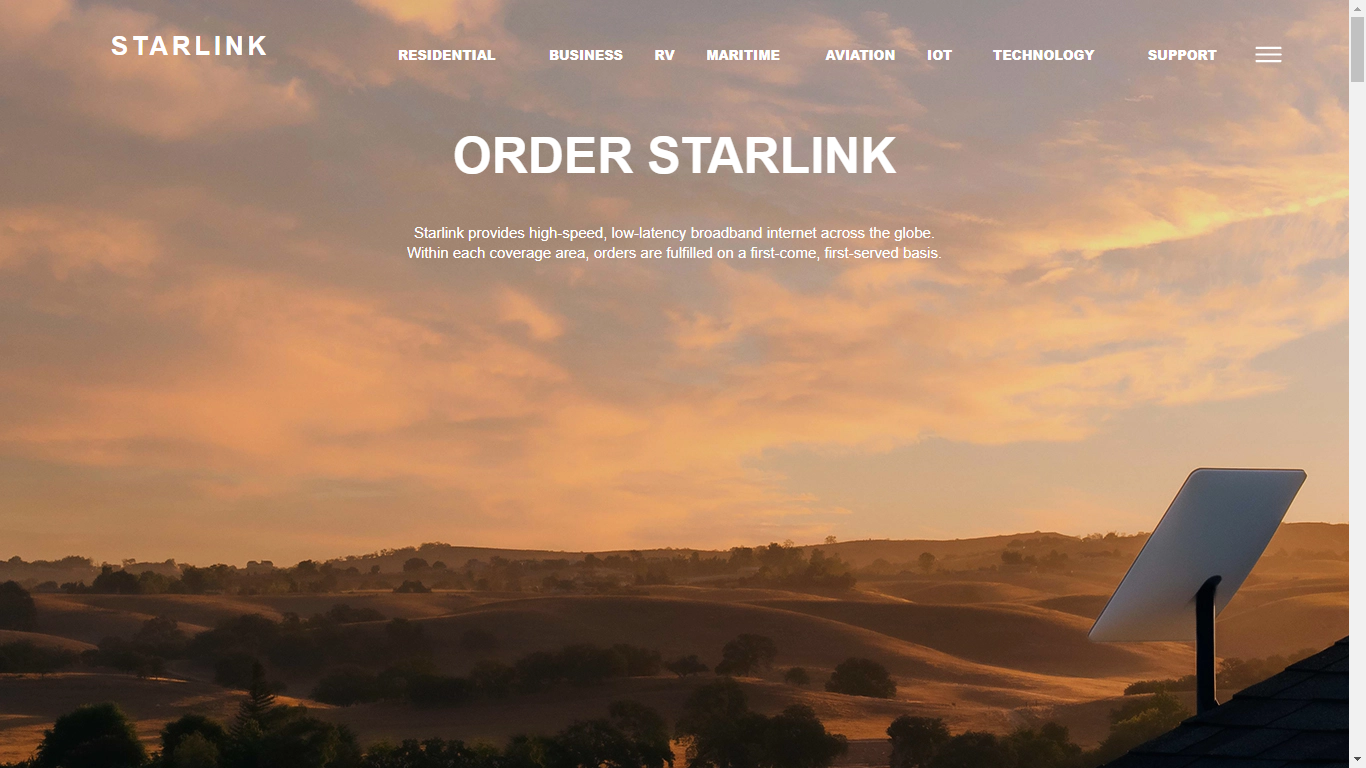 STARLINK
RESIDENTIAL BUSINESS RV MARITIME AVIATION IOT TECHNOLOGY SUPPORT
ORDER STARLINK
Starlink provides high-speed, low-latency broadband internet across the globe.
Within each coverage area, orders are fulfilled on a first-come, first-served basis.